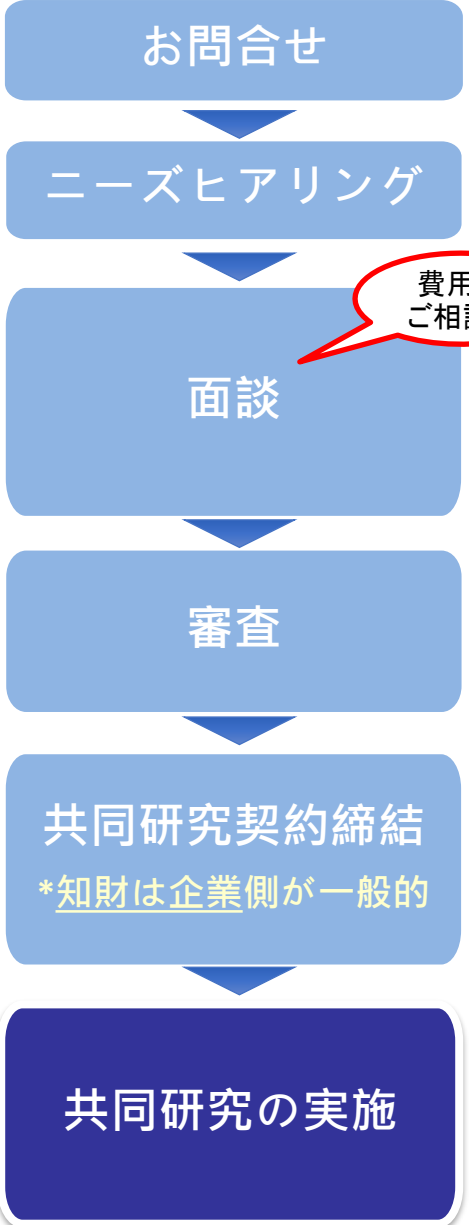 お問合せ
ニーズヒアリング
費用
ご相
面談
審査
共同研究契約締結
*知財は企業側が一般的
共同研究の実施